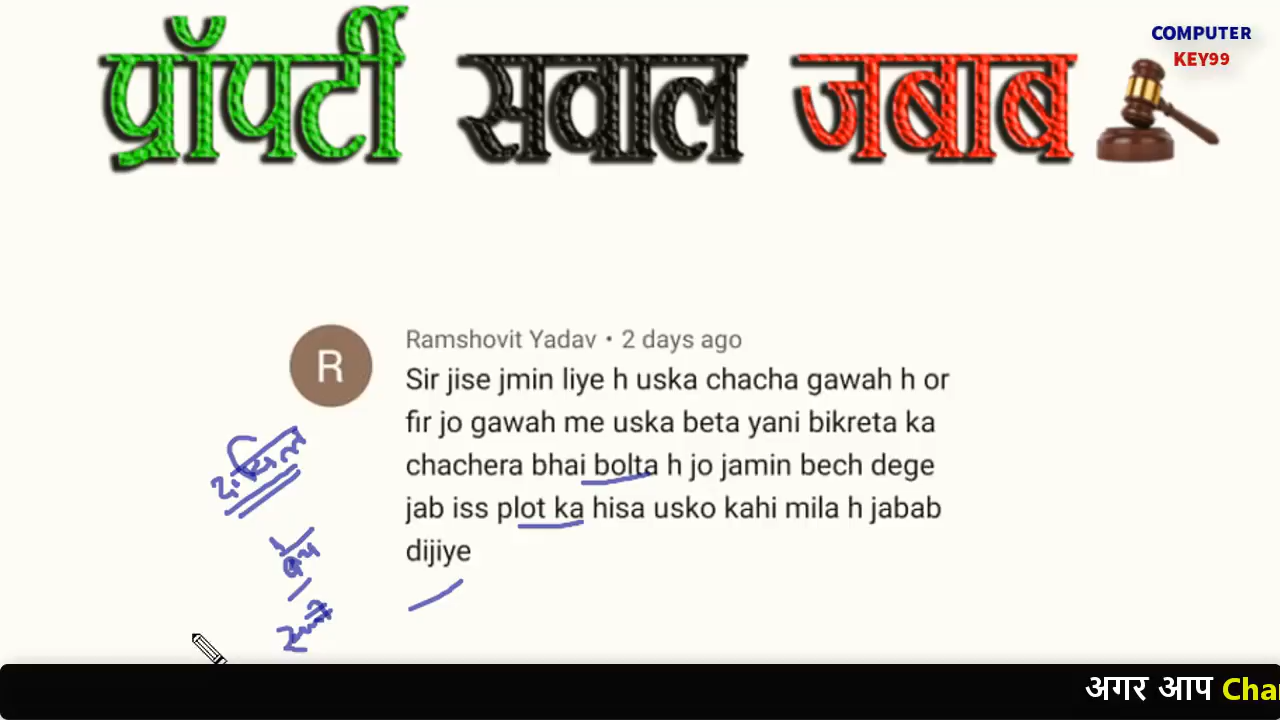 प्रॉपर्टी सवाल जबाब
COMPUTER
KEY99
R
Ramshovit Yadav • 2 days ago
Sir jise jmin liye h uska chacha gawah h or
fir jo gawah me uska beta yani bikreta ka
chachera bhai bolta h jo jamin bech dege
jab iss plot ka hisa usko kahi mila h jabab
dijiye
अगर आप Cha